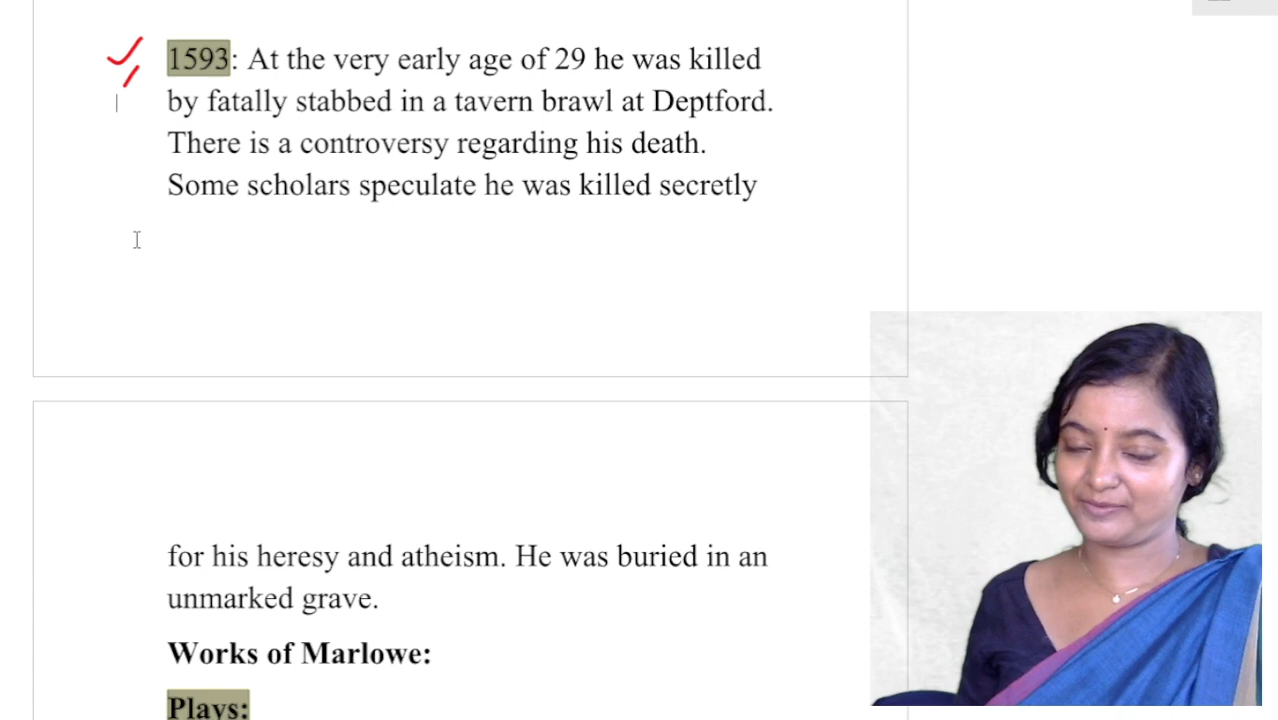 1593: At the very early age of 29 he was killed
by fatally stabbed in a tavern brawl at Deptford.
There is a controversy regarding his death.
Some scholars speculate he was killed secretly
for his heresy and atheism. He was buried in an
unmarked grave.
Works of Marlowe:
Plays: